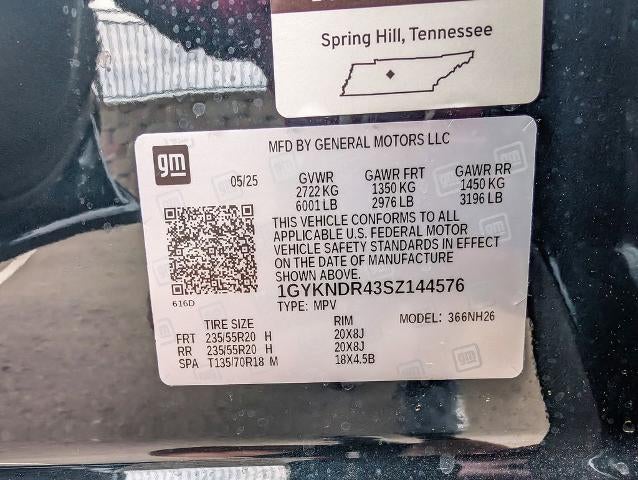 Spring Hill, Tennessee
gm
MFD BY GENERAL MOTORS LLC
05/25 GVWR GAWR FRT GAWR RR
2722 KG 1350 KG 1450 KG
6001 LB 2976 LB 3196 LB
THIS VEHICLE CONFORMS TO ALL
APPLICABLE U.S. FEDERAL MOTOR
VEHICLE SAFETY STANDARDS IN EFFECT
ON THE DATE OF MANUFACTURE
SHOWN ABOVE.
1GYKNDR43SZ144576
616D
TYPE: MPV
MODEL: 366NH26
TIRE SIZE RIM
FRT 235/55R20 H 20X8J
RR 235/55R20 H 20X8J
SPA T135/70R18 M 18X4.5B